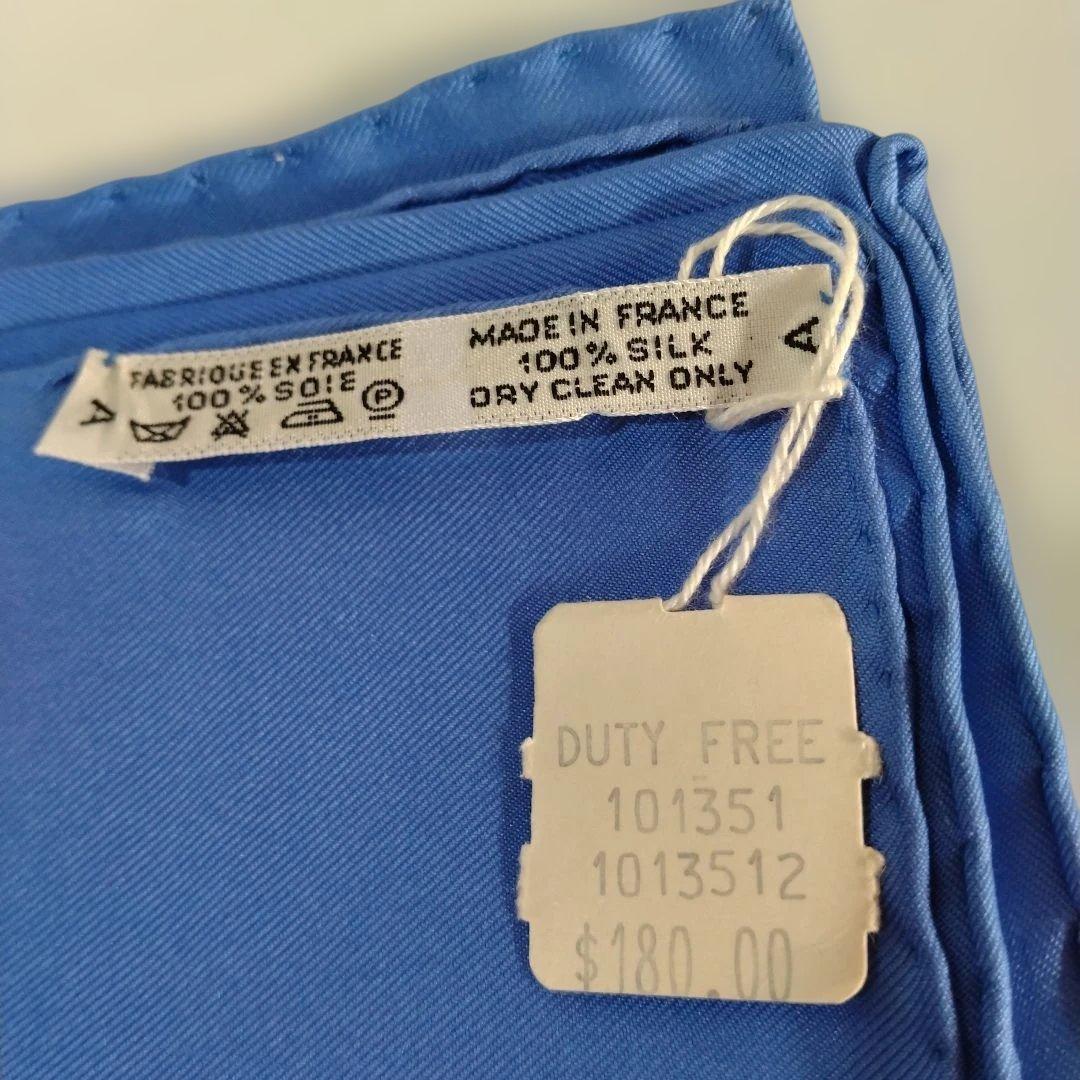 FABRIQUE EN FRANCE
100% SOIE
P
A
MADE IN FRANCE
100% SILK
DRY CLEAN ONLY
A
DUTY FREE
101351
1013512
$180.00